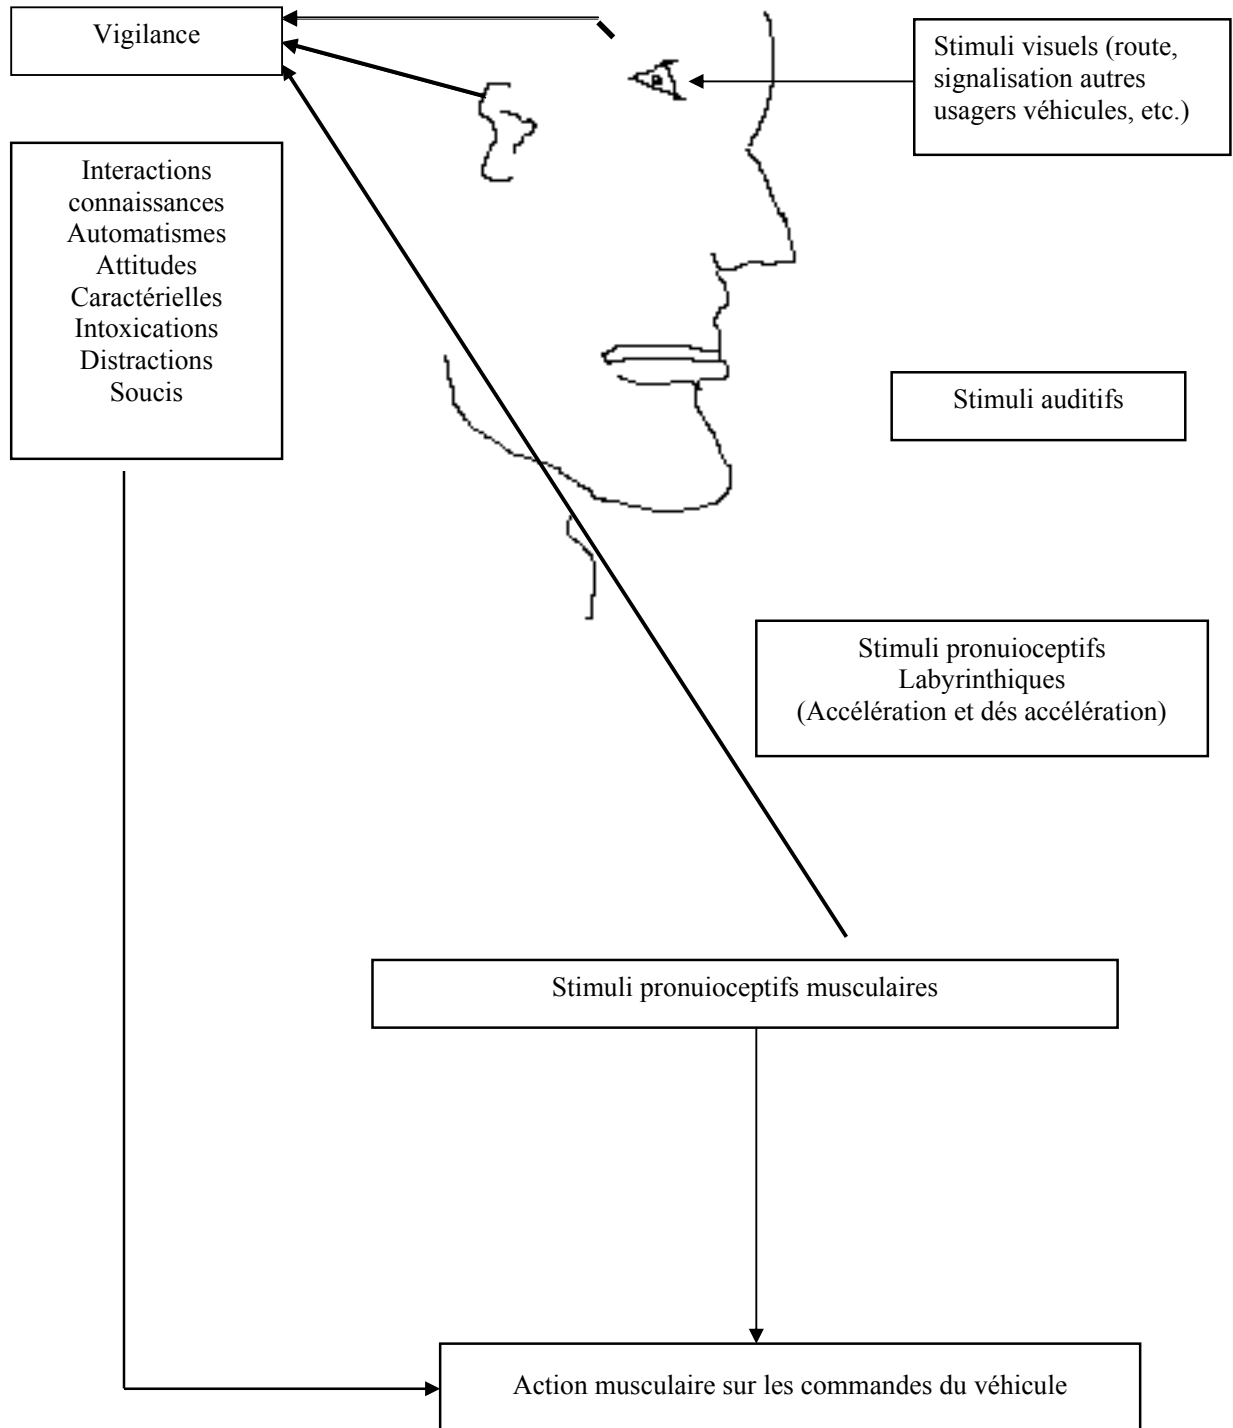 Vigilance
Stimuli visuels (route,
signalisation autres
usagers véhicules, etc.)
Interactions
connaissances
Automatismes
Attitudes
Caractérielles
Intoxications
Distractions
Soucis
Stimuli auditifs
Stimuli pronuioceptifs
Labyrinthiques
(Accélération et dés accélération)
Stimuli pronuioceptifs musculaires
Action musculaire sur les commandes du véhicule